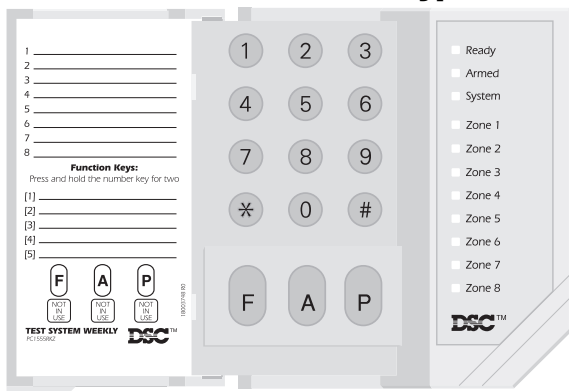 1
2
3
4
5
6
7
8
Function Keys:
Press and hold the number key for two
[1]
[2]
[3]
[4]
[5]
F A P
NOT IN USE NOT IN USE NOT IN USE
TEST SYSTEM WEEKLY
PC1555RKZ
DSC™
1 2 3
4 5 6
7 8 9
* 0 #
F A P
Ready
Armed
System
Zone 1
Zone 2
Zone 3
Zone 4
Zone 5
Zone 6
Zone 7
Zone 8
DSC™